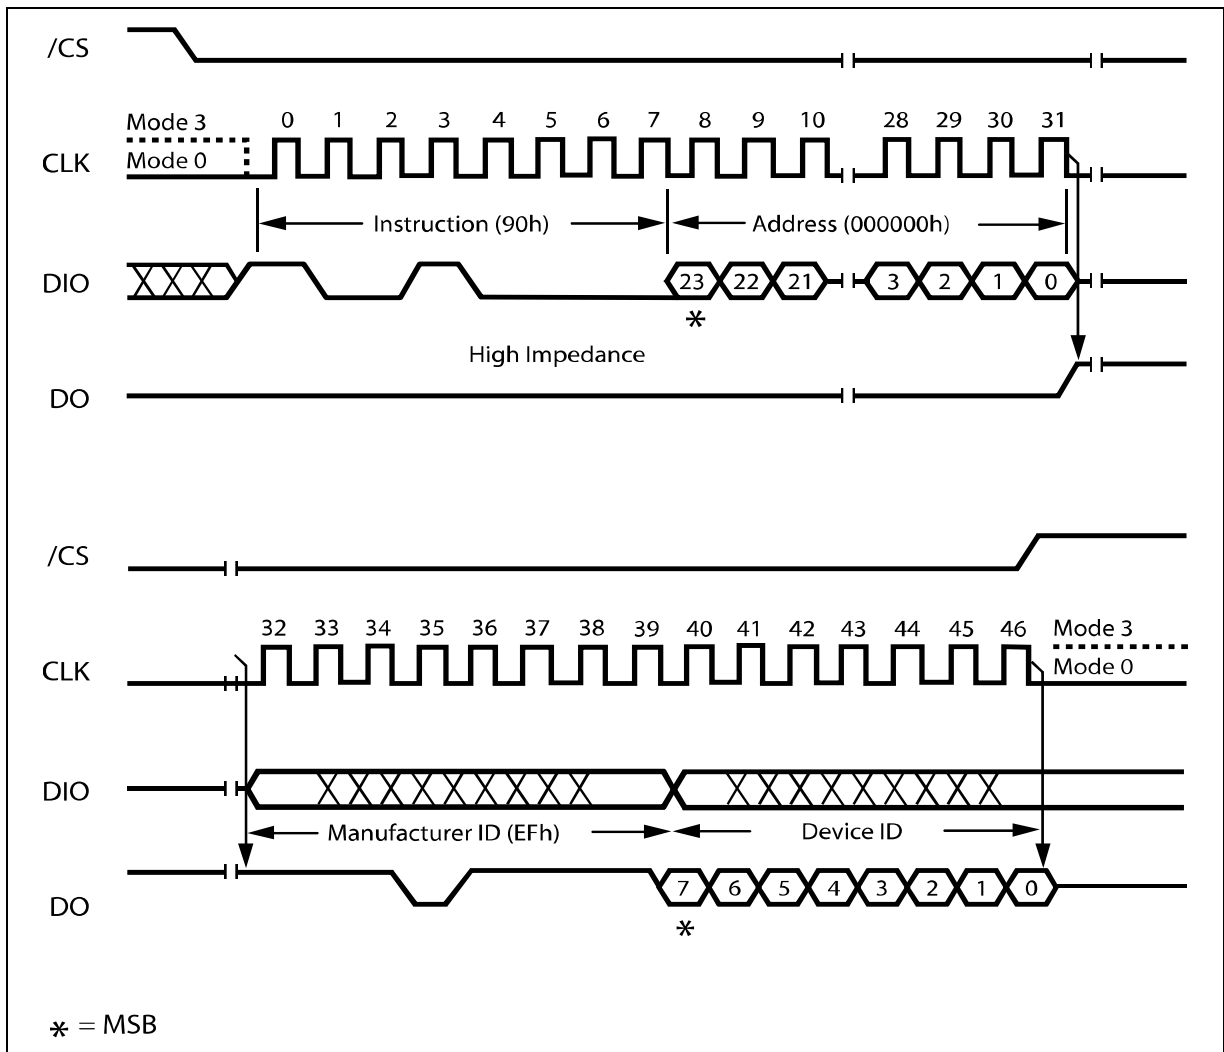 /CS
Mode 3
0 1 2 3 4 5 6 7 8 9 10 28 29 30 31
CLK
Mode 0
Instruction (90h)
Address (000000h)
DIO
23 22 21 3 2 1 0
*
High Impedance
DO
/CS
32 33 34 35 36 37 38 39 40 41 42 43 44 45 46
Mode 3
CLK
Mode 0
DIO
Manufacturer ID (EFh)
Device ID
DO
7 6 5 4 3 2 1 0
*
* = MSB